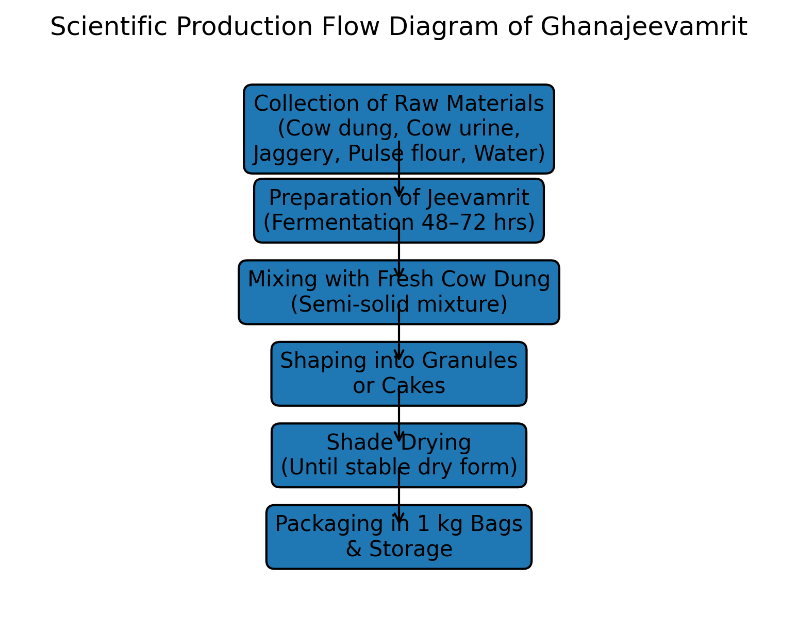 Scientific Production Flow Diagram of Ghanajeevamrit
Collection of Raw Materials
(Cow dung, Cow urine,
Jaggery, Pulse flour, Water)
Preparation of Jeevamrit
(Fermentation 48–72 hrs)
Mixing with Fresh Cow Dung
(Semi-solid mixture)
Shaping into Granules
or Cakes
Shade Drying
(Until stable dry form)
Packaging in 1 kg Bags
& Storage